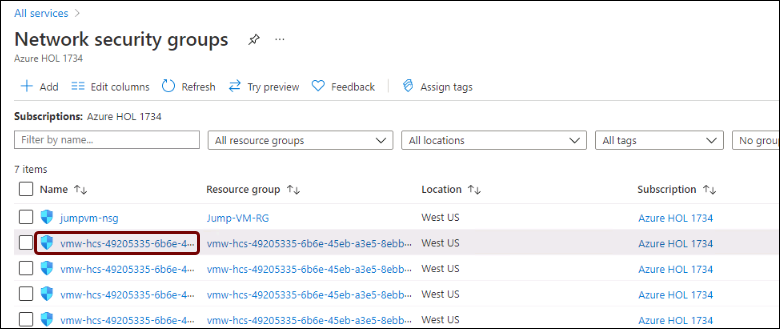 All services >
Network security groups ...
Azure HOL 1734
Add Edit columns Refresh Try preview Feedback Assign tags
Subscriptions: Azure HOL 1734
Filter by name... All resource groups All locations All tags No group
7 items
Name Resource group Location Subscription
jumpvm-nsg Jump-VM-RG West US Azure HOL 1734
vmw-hcs-49205335-6b6e-4... vmw-hcs-49205335-6b6e-45eb-a3e5-8ebb... West US Azure HOL 1734
vmw-hcs-49205335-6b6e-4... vmw-hcs-49205335-6b6e-45eb-a3e5-8ebb... West US Azure HOL 1734
vmw-hcs-49205335-6b6e-4... vmw-hcs-49205335-6b6e-45eb-a3e5-8ebb... West US Azure HOL 1734
vmw-hcs-49205335-6b6e-4... vmw-hcs-49205335-6b6e-45eb-a3e5-8ebb... West US Azure HOL 1734